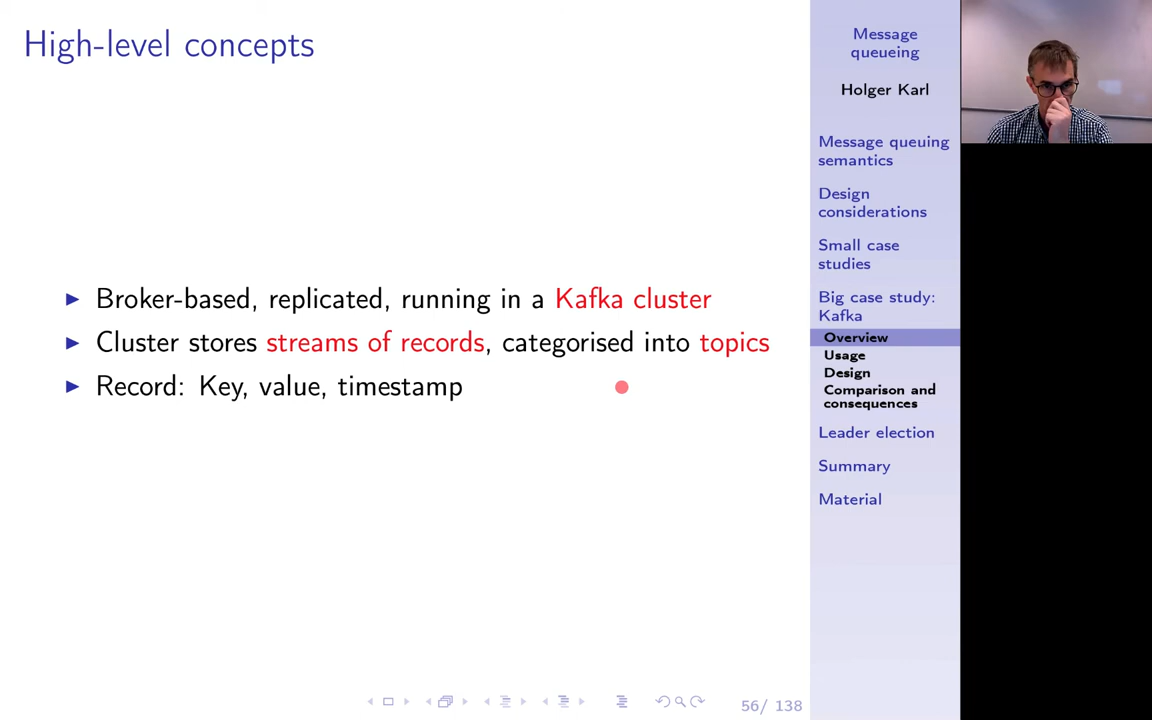 High-level concepts
Broker-based, replicated, running in a Kafka cluster
Cluster stores streams of records, categorised into topics
Record: Key, value, timestamp
56/ 138
Message
queueing
Holger Karl
Message queuing
semantics
Design
considerations
Small case
studies
Big case study:
Kafka
Overview
Usage
Design
Comparison and
consequences
Leader election
Summary
Material